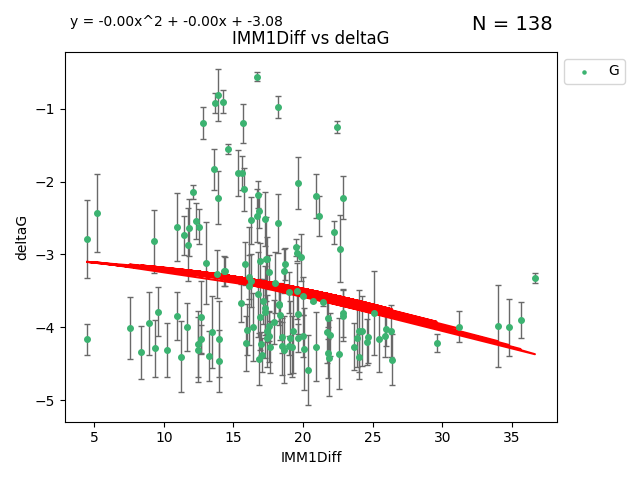 y = -0.00x^2 + -0.00x + -3.08
N = 138
IMM1Diff vs deltaG
G
deltaG
−1
−2
−3
−4
−5
5 10 15 20 25 30 35
IMM1Diff